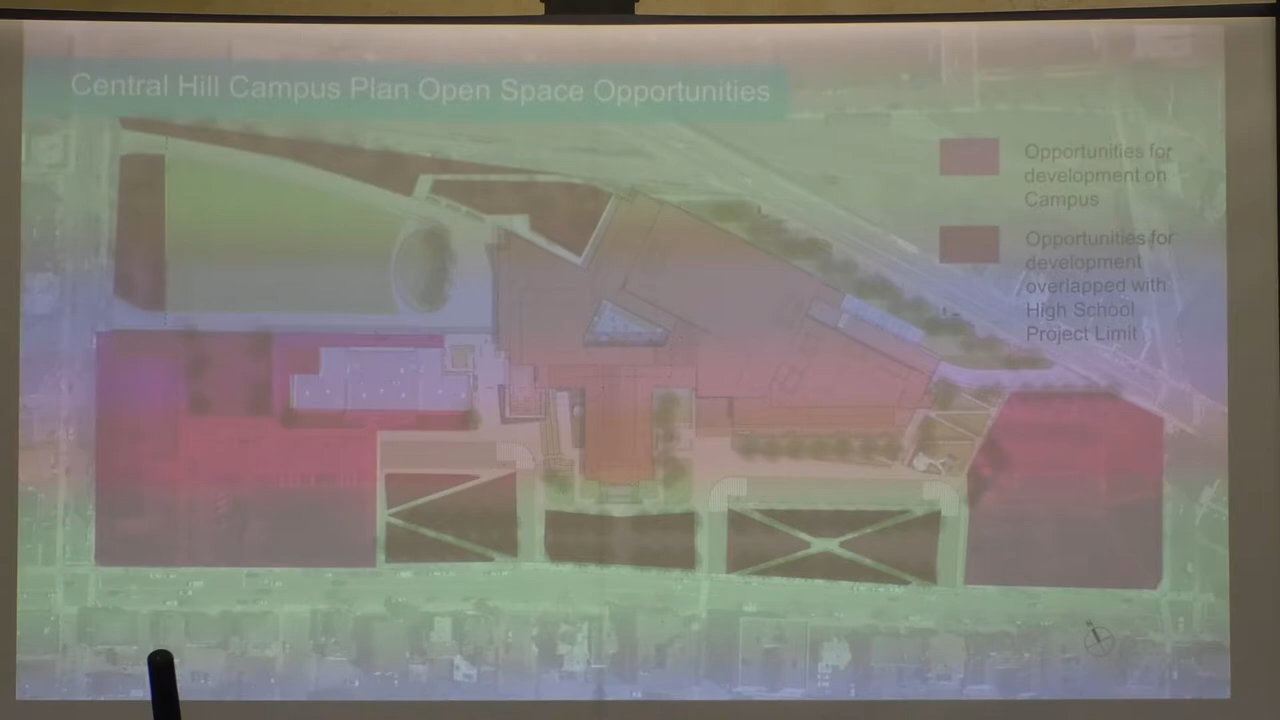 Central Hill Campus Plan Open Space Opportunities
Opportunities for
development on
Campus
Opportunities for
development
overlapped with
High School
Project Limit